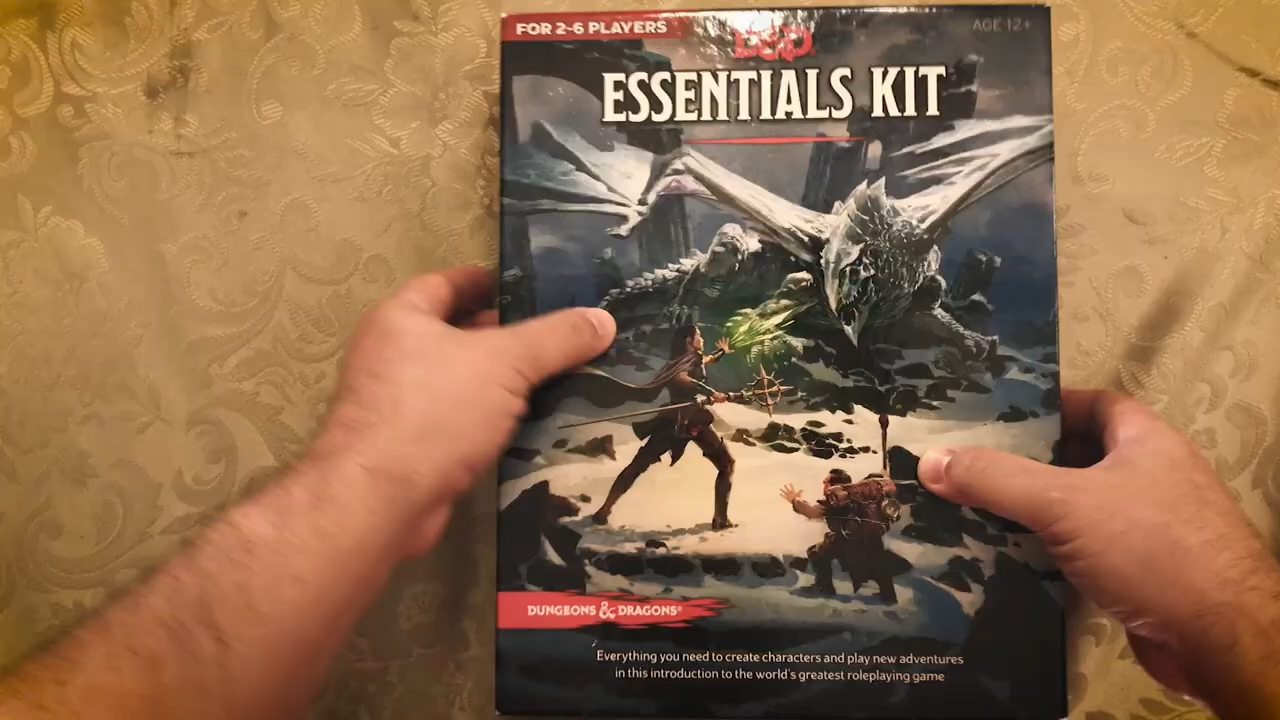 FOR 2-6 PLAYERS
AGE 12+
D&D
ESSENTIALS KIT
DUNGEONS & DRAGONS®
Everything you need to create characters and play new adventures
in this introduction to the world's greatest roleplaying game